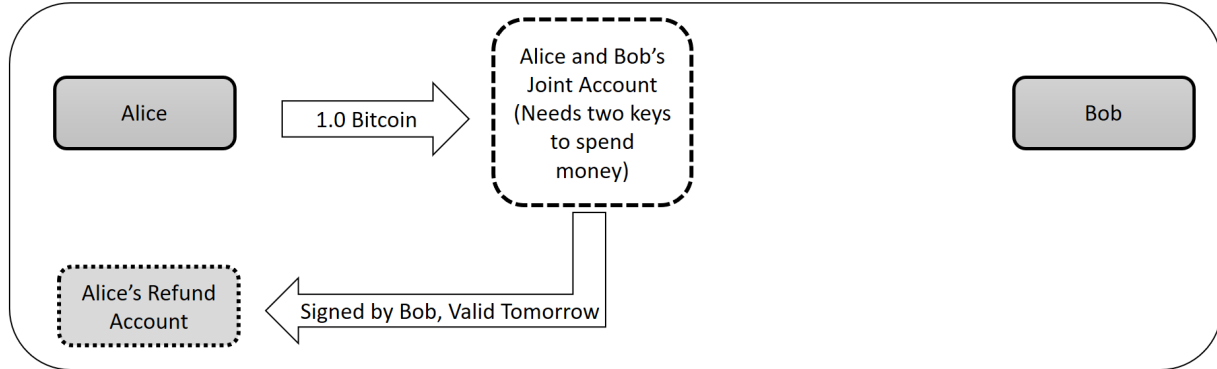 Alice
1.0 Bitcoin
Alice and Bob’s
Joint Account
(Needs two keys
to spend
money)
Bob
Alice’s Refund
Account
Signed by Bob, Valid Tomorrow